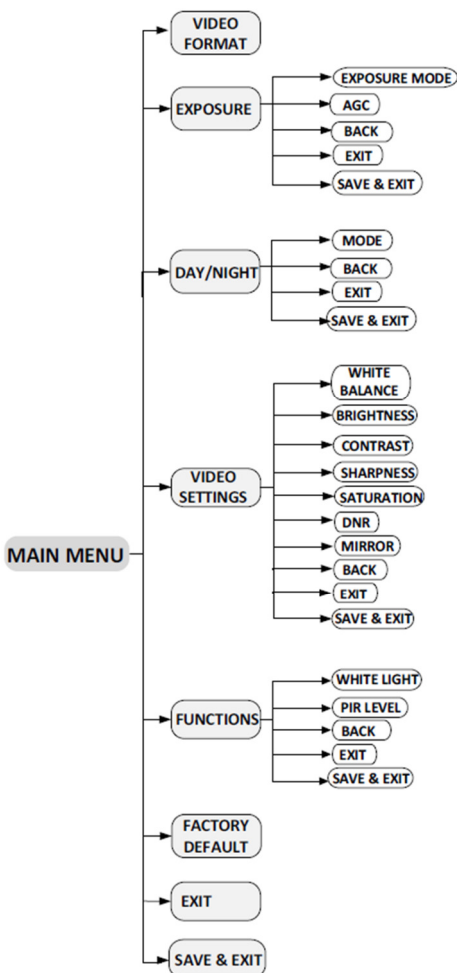 VIDEO
FORMAT
EXPOSURE
EXPOSURE MODE
AGC
BACK
EXIT
SAVE & EXIT
DAY/NIGHT
MODE
BACK
EXIT
SAVE & EXIT
VIDEO
SETTINGS
WHITE
BALANCE
BRIGHTNESS
CONTRAST
SHARPNESS
SATURATION
DNR
MIRROR
BACK
EXIT
SAVE & EXIT
MAIN MENU
FUNCTIONS
WHITE LIGHT
PIR LEVEL
BACK
EXIT
SAVE & EXIT
FACTORY
DEFAULT
EXIT
SAVE & EXIT